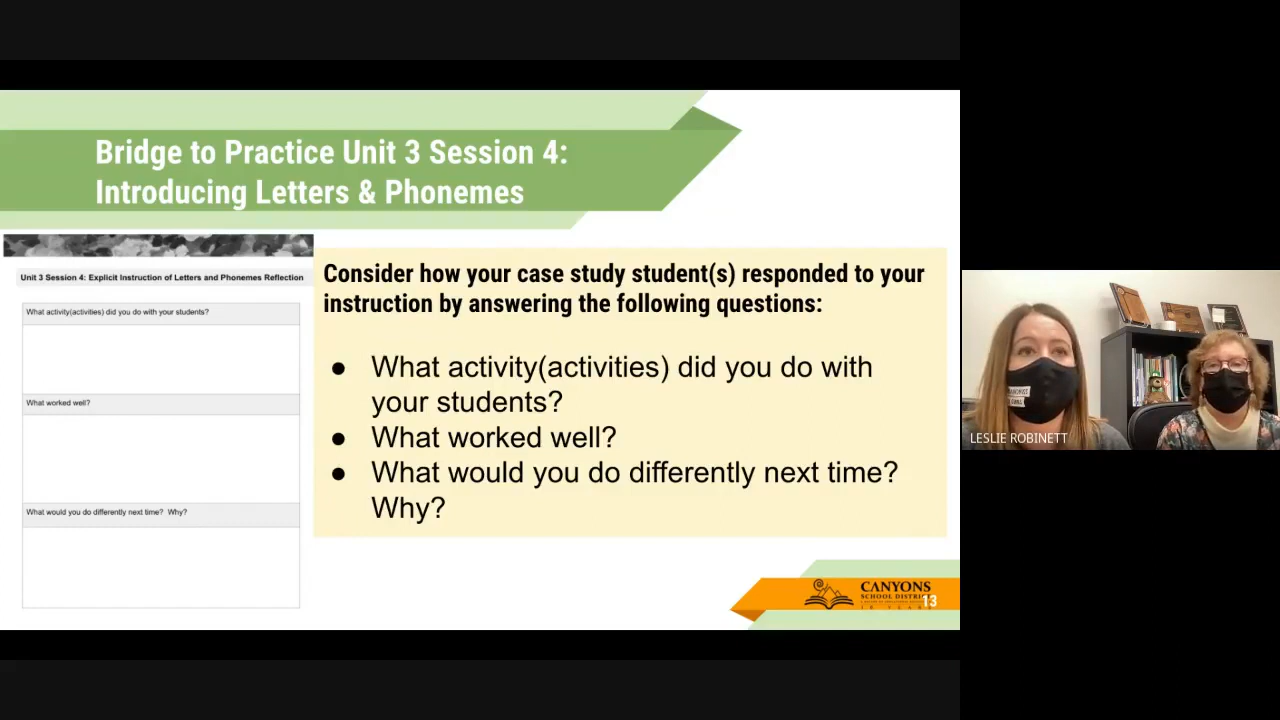 Bridge to Practice Unit 3 Session 4:
Introducing Letters & Phonemes
Unit 3 Session 4: Explicit Instruction of Letters and Phonemes Reflection
What activity(activities) did you do with your students?
What worked well?
What would you do differently next time? Why?
Consider how your case study student(s) responded to your
instruction by answering the following questions:
● What activity(activities) did you do with
your students?
● What worked well?
● What would you do differently next time?
Why?
CANYONS
SCHOOL DISTRICT
13
LESLIE ROBINETT